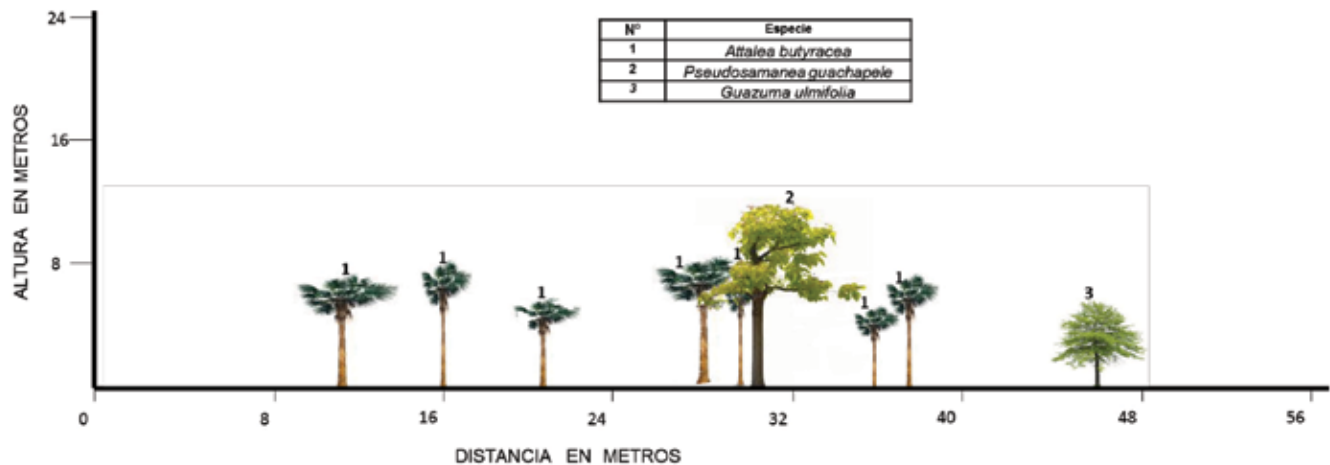 24
N° Especie
1 Attalea butyracea
2 Pseudosamanea guachapele
3 Guazuma ulmifolia
16
ALTURA EN METROS
8
1
1
1
1
1
2
1
1
3
0 8 16 24 32 40 48 56
DISTANCIA EN METROS